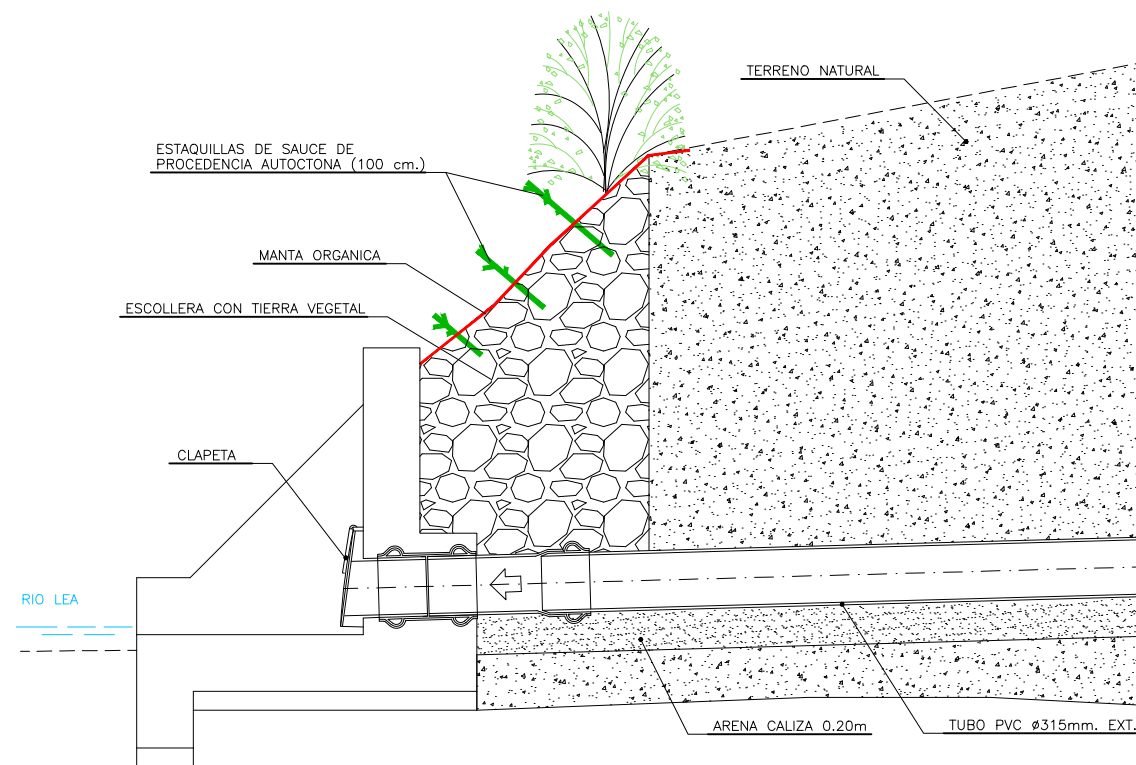 TERRENO NATURAL
ESTAQUILLAS DE SAUCE DE
PROCEDENCIA AUTOCTONA (100 cm.)
MANTA ORGANICA
ESCOLLERA CON TIERRA VEGETAL
CLAPETA
RIO LEA
ARENA CALIZA 0.20m
TUBO PVC Ø315mm. EXT.